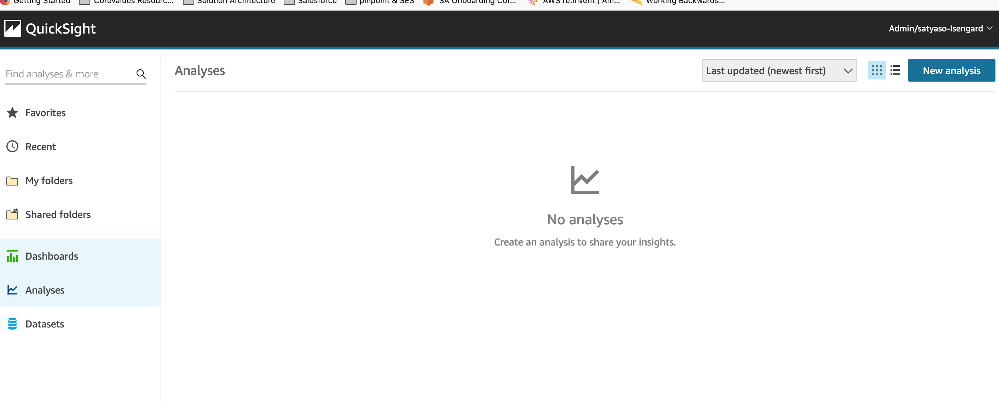 Getting Started Corevalues Resourc... Solution Architecture Salesforce pinpoint & SES SA Onboarding Cor... AWS re:Invent | Am... Working Backwards...
QuickSight
Admin/satyaso-Isengard
Find analyses & more
Analyses
Last updated (newest first)
New analysis
Favorites
Recent
My folders
Shared folders
Dashboards
Analyses
Datasets
No analyses
Create an analysis to share your insights.